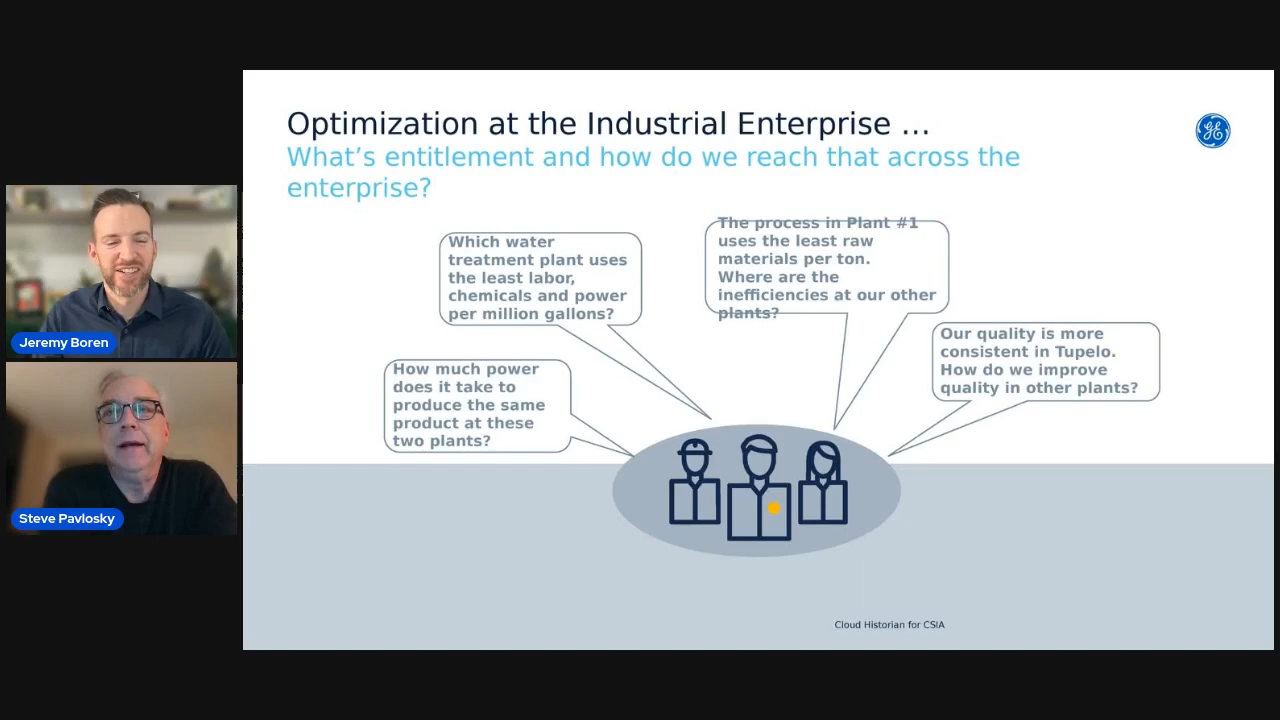 Optimization at the Industrial Enterprise ...
What's entitlement and how do we reach that across the
enterprise?
Which water
treatment plant uses
the least labor,
chemicals and power
per million gallons?
The process in Plant #1
uses the least raw
materials per ton.
Where are the
inefficiencies at our other
plants?
Our quality is more
consistent in Tupelo.
How do we improve
quality in other plants?
How much power
does it take to
produce the same
product at these
two plants?
Jeremy Boren
Steve Pavlosky
GE
Cloud Historian for CSIA